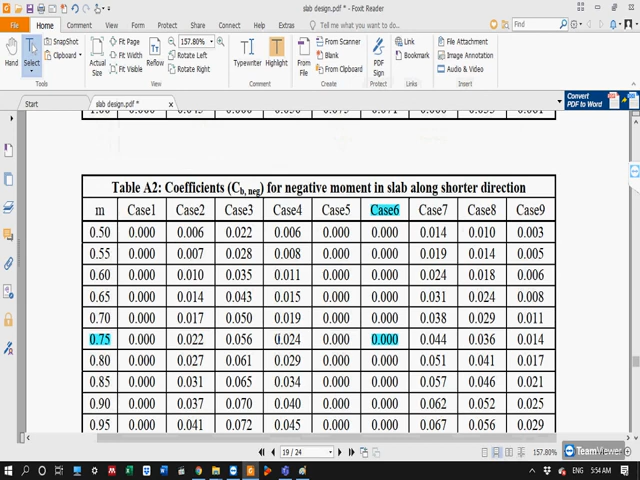 slab design.pdf * - Foxit Reader
File Home Comment View Form Protect Share Connect Help Extras Tell me what you want to do... Find
Hand Select SnapShot Clipboard Actual Size Fit Page Fit Width Fit Visible Reflow 157.80% Rotate Left Rotate Right Typewriter Highlight From File From Scanner Blank From Clipboard PDF Sign Link Bookmark File Attachment Image Annotation Audio & Video
Tools View Comment Create Protect Links Insert
Start slab design.pdf * Convert PDF to Word
Table A2: Coefficients (Cb, neg) for negative moment in slab along shorter direction
m Case1 Case2 Case3 Case4 Case5 Case6 Case7 Case8 Case9
0.50 0.000 0.006 0.022 0.006 0.000 0.000 0.014 0.010 0.003
0.55 0.000 0.007 0.028 0.008 0.000 0.000 0.019 0.014 0.005
0.60 0.000 0.010 0.035 0.011 0.000 0.000 0.024 0.018 0.006
0.65 0.000 0.014 0.043 0.015 0.000 0.000 0.031 0.024 0.008
0.70 0.000 0.017 0.050 0.019 0.000 0.000 0.038 0.029 0.011
0.75 0.000 0.022 0.056 0.024 0.000 0.000 0.044 0.036 0.014
0.80 0.000 0.027 0.061 0.029 0.000 0.000 0.051 0.041 0.017
0.85 0.000 0.031 0.065 0.034 0.000 0.000 0.057 0.046 0.021
0.90 0.000 0.037 0.070 0.040 0.000 0.000 0.062 0.052 0.025
0.95 0.000 0.041 0.072 0.045 0.000 0.000 0.067 0.056 0.029
19 / 24 157.80%
TeamViewer
ENG 5:54 AM